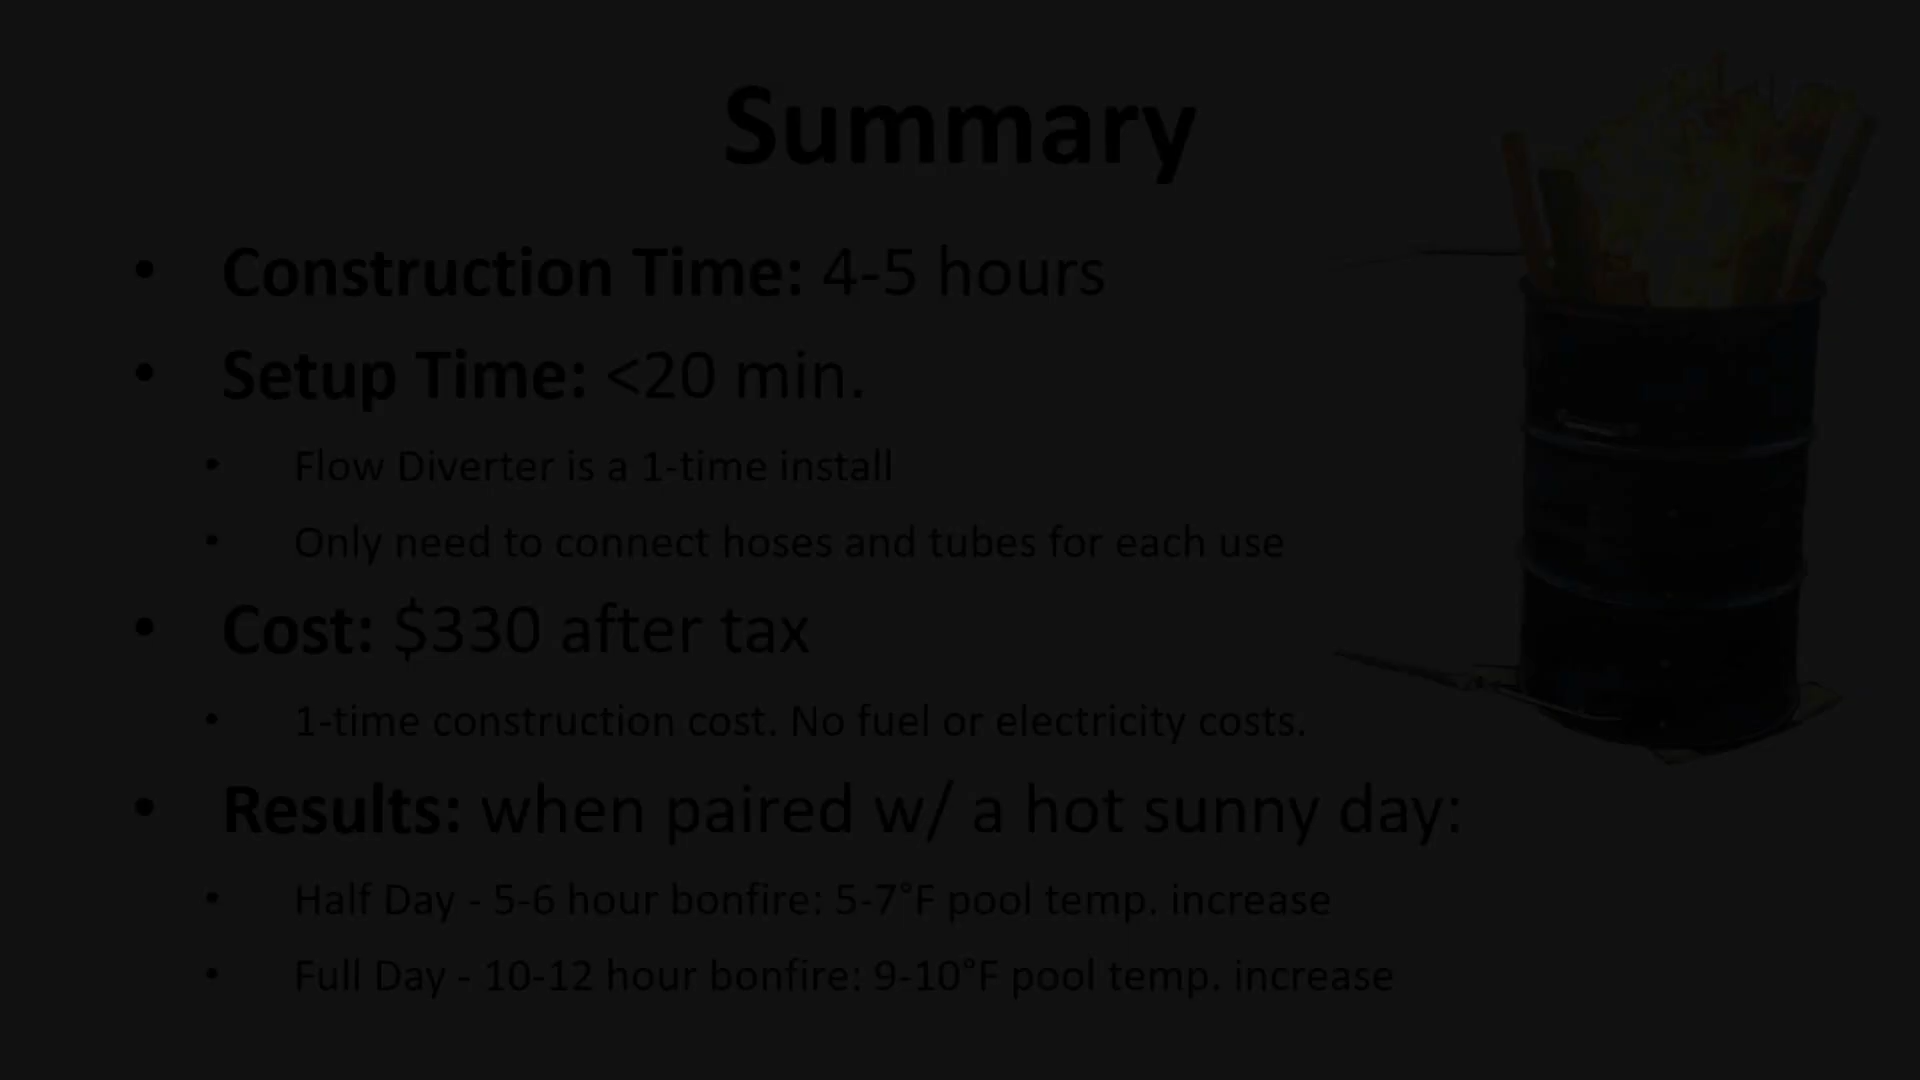 Summary
• Construction Time: 4-5 hours
• Setup Time: <20 min.
• Flow Diverter is a 1-time install
• Only need to connect hoses and tubes for each use
• Cost: $330 after tax
• 1-time construction cost. No fuel or electricity costs.
• Results: when paired w/ a hot sunny day:
• Half Day - 5-6 hour bonfire: 5-7°F pool temp. increase
• Full Day - 10-12 hour bonfire: 9-10°F pool temp. increase